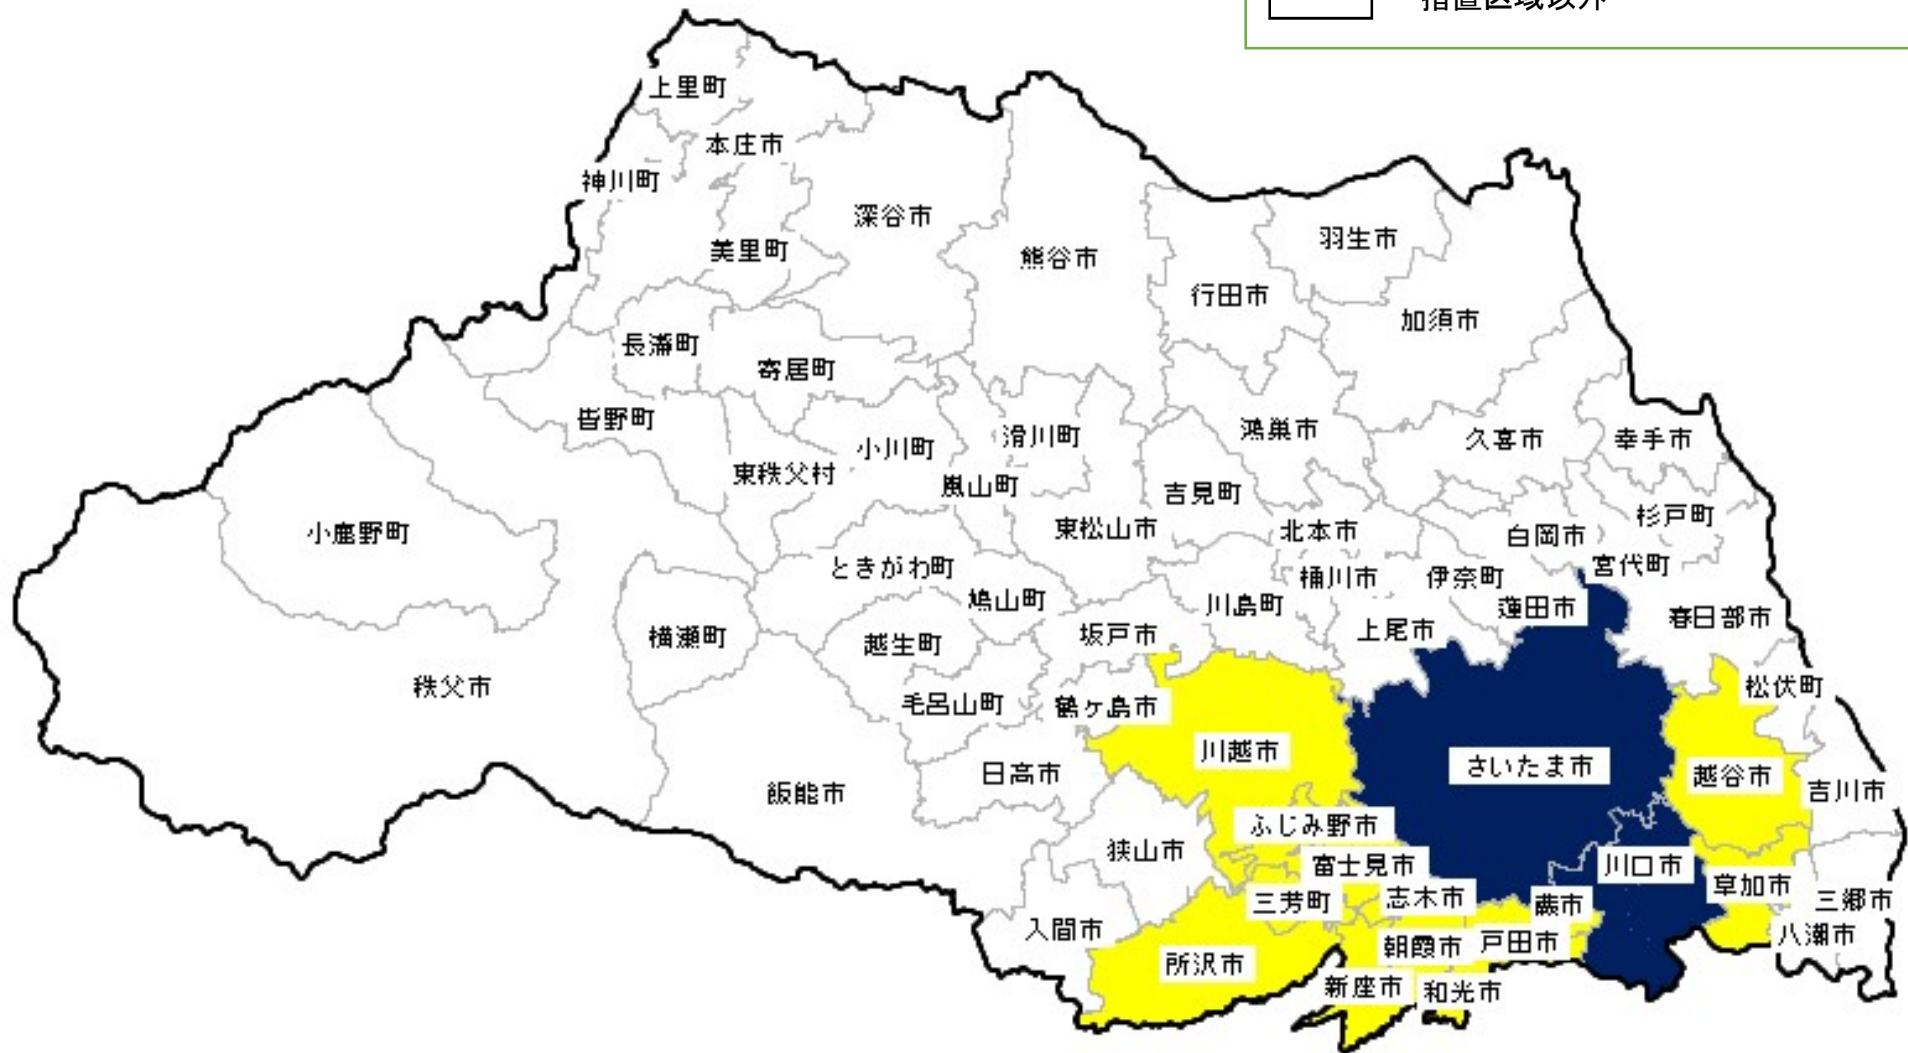 措置区域以外
上里町
本庄市
神川町
深谷市
美里町
熊谷市
羽生市
行田市
加須市
長瀞町
寄居町
皆野町
小川町
滑川町
鴻巣市
久喜市
幸手市
東秩父村
嵐山町
吉見町
小鹿野町
東松山市
北本市
白岡市
杉戸町
ときがわ町
桶川市
伊奈町
宮代町
鳩山町
川島町
蓮田市
春日部市
横瀬町
越生町
坂戸市
上尾市
秩父市
毛呂山町
鶴ヶ島市
松伏町
川越市
さいたま市
越谷市
日高市
飯能市
吉川市
ふじみ野市
狭山市
富士見市
川口市
草加市
三芳町
志木市
蕨市
三郷市
入間市
朝霞市
戸田市
八潮市
所沢市
新座市
和光市